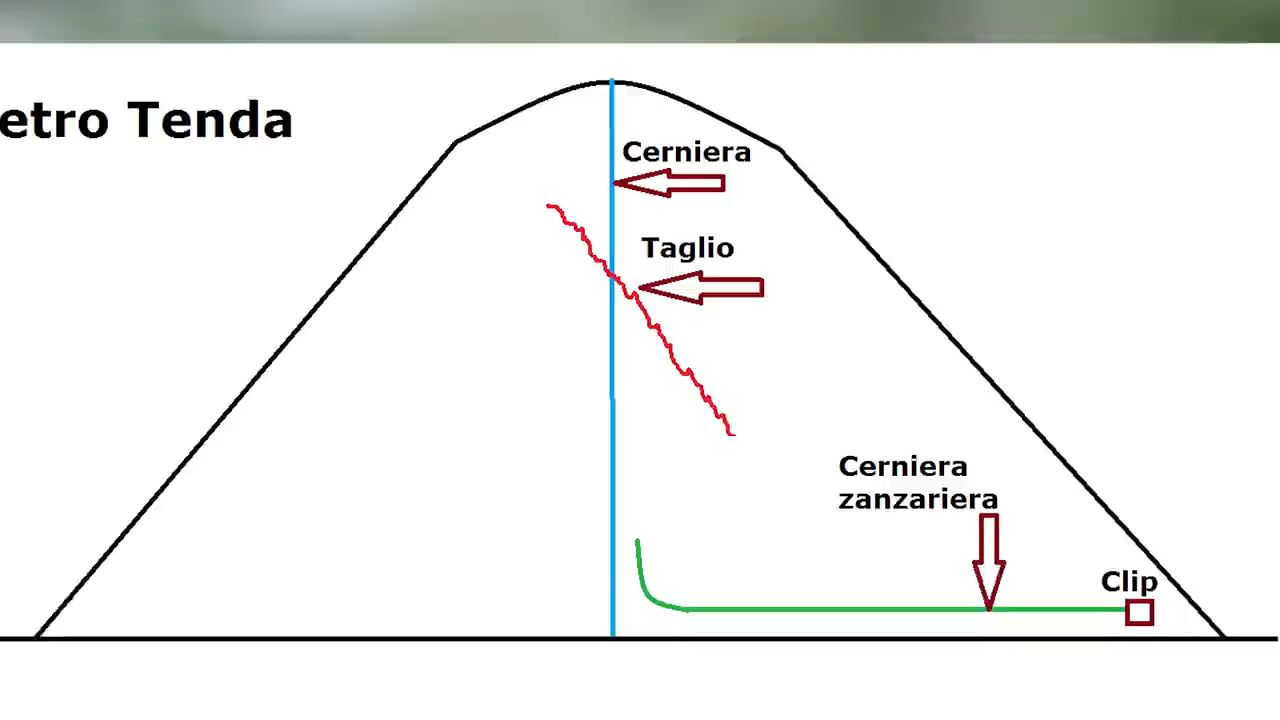 etro Tenda
Cerniera
Taglio
Cerniera
zanzariera
Clip